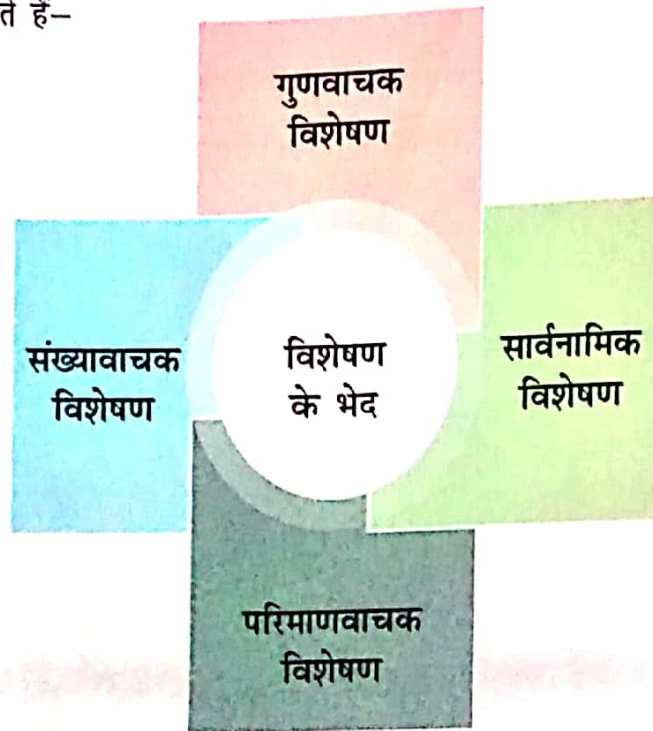 हैं–
गुणवाचक
विशेषण
संख्यावाचक
विशेषण
विशेषण
के भेद
सार्वनामिक
विशेषण
परिमाणवाचक
विशेषण